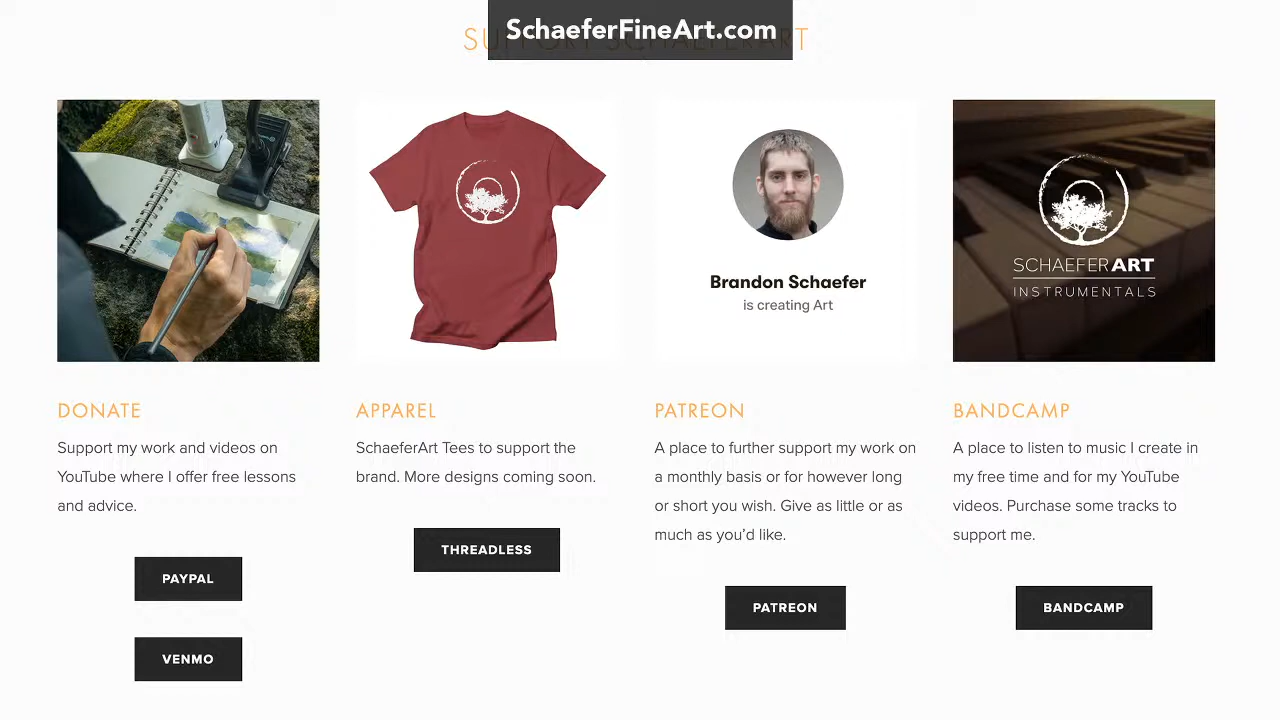 SchaeferFineArt.com
SUPPORT SCHAEFERART
Brandon Schaefer
is creating Art
SCHAEFERART
INSTRUMENTALS
DONATE
Support my work and videos on
YouTube where I offer free lessons
and advice.
PAYPAL
VENMO
APPAREL
SchaeferArt Tees to support the
brand. More designs coming soon.
THREADLESS
PATREON
A place to further support my work on
a monthly basis or for however long
or short you wish. Give as little or as
much as you'd like.
PATREON
BANDCAMP
A place to listen to music I create in
my free time and for my YouTube
videos. Purchase some tracks to
support me.
BANDCAMP